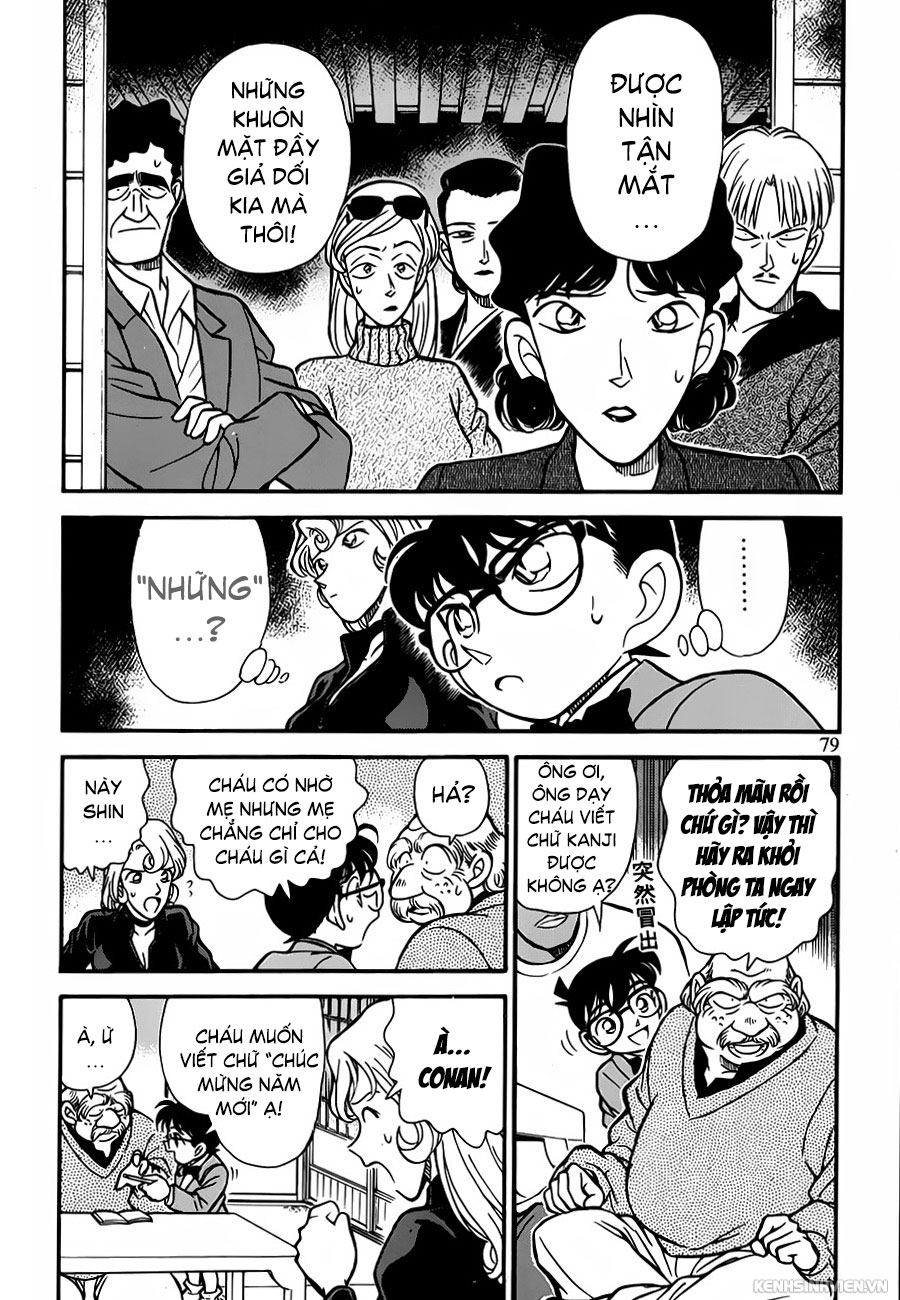 ĐƯỢC
NHÌN
TẬN
MẮT
...
NHỮNG
KHUÔN
MẶT ĐẦY
GIẢ DỐI
KIA MÀ
THÔI!
........
"NHỮNG"
...?
79
THỎA MÃN RỒI
CHỨ GÌ? VẬY THÌ
HÃY RA KHỎI
PHÒNG TA NGAY
LẬP TỨC!
ÔNG ƠI,
ÔNG DẠY
CHÁU VIẾT
CHỮ KANJI
ĐƯỢC
KHÔNG Ạ?
突然冒出
HẢ?
CHÁU CÓ NHỜ
MẸ NHƯNG MẸ
CHẲNG CHỈ CHO
CHÁU GÌ CẢ!
NÀY
SHIN
...
?
À...
CONAN!
CHÁU MUỐN
VIẾT CHỮ “CHÚC
MỪNG NĂM
MỚI” Ạ!
À, Ừ
KENHSINHVIEN.VN